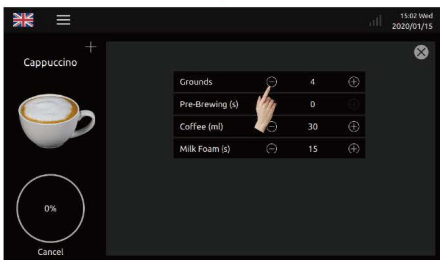 15:02 Wed
2020/01/15
Cappuccino
Grounds 4
Pre-Brewing (s) 0
Coffee (ml) 30
Milk Foam (s) 15
0%
Cancel